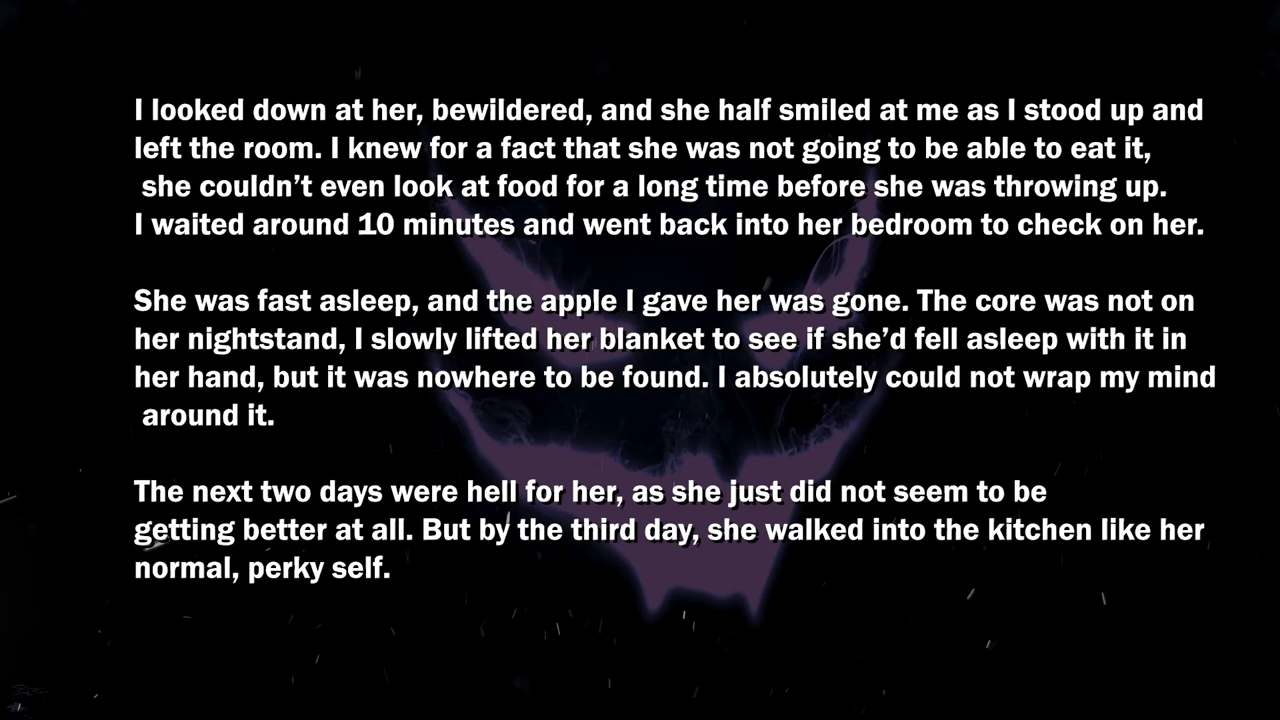 I looked down at her, bewildered, and she half smiled at me as I stood up and
left the room. I knew for a fact that she was not going to be able to eat it,
she couldn’t even look at food for a long time before she was throwing up.
I waited around 10 minutes and went back into her bedroom to check on her.
She was fast asleep, and the apple I gave her was gone. The core was not on
her nightstand, I slowly lifted her blanket to see if she’d fell asleep with it in
her hand, but it was nowhere to be found. I absolutely could not wrap my mind
around it.
The next two days were hell for her, as she just did not seem to be
getting better at all. But by the third day, she walked into the kitchen like her
normal, perky self.